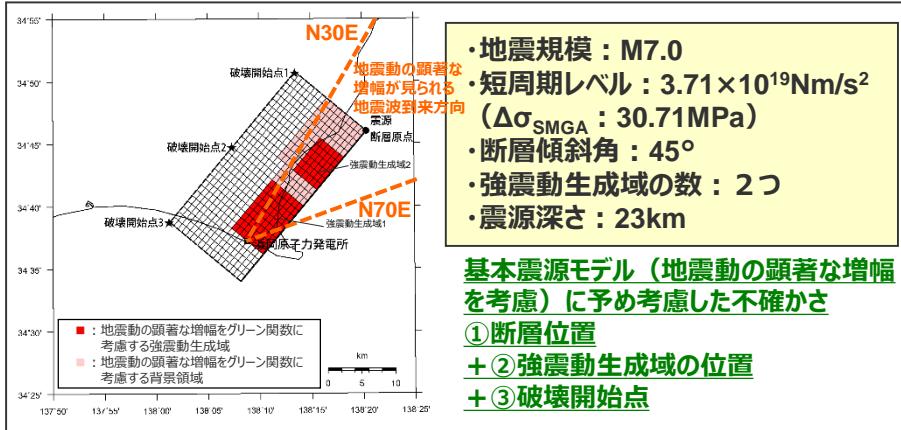 34°55'
34°50'
34°45'
34°40'
34°35'
34°30'
34°25'
137°50'
137°55'
138°00'
138°05'
138°10'
138°15'
138°20'
138°25'
N30E
地震動の顕著な
増幅が見られる
地震波到来方向
破壊開始点1
破壊開始点2
破壊開始点3
震源
断層原点
強震動生成域2
N70E
強震動生成域1
浜岡原子力発電所
:地震動の顕著な増幅をグリーン関数に
考慮する強震動生成域
:地震動の顕著な増幅をグリーン関数に
考慮する背景領域
km
0 5 10
・地震規模:M7.0
・短周期レベル:3.71×10¹⁹Nm/s²
(Δσ_SMGA:30.71MPa)
・断層傾斜角:45°
・強震動生成域の数:2つ
・震源深さ:23km
基本震源モデル(地震動の顕著な増幅
を考慮)に予め考慮した不確かさ
①断層位置
+②強震動生成域の位置
+③破壊開始点